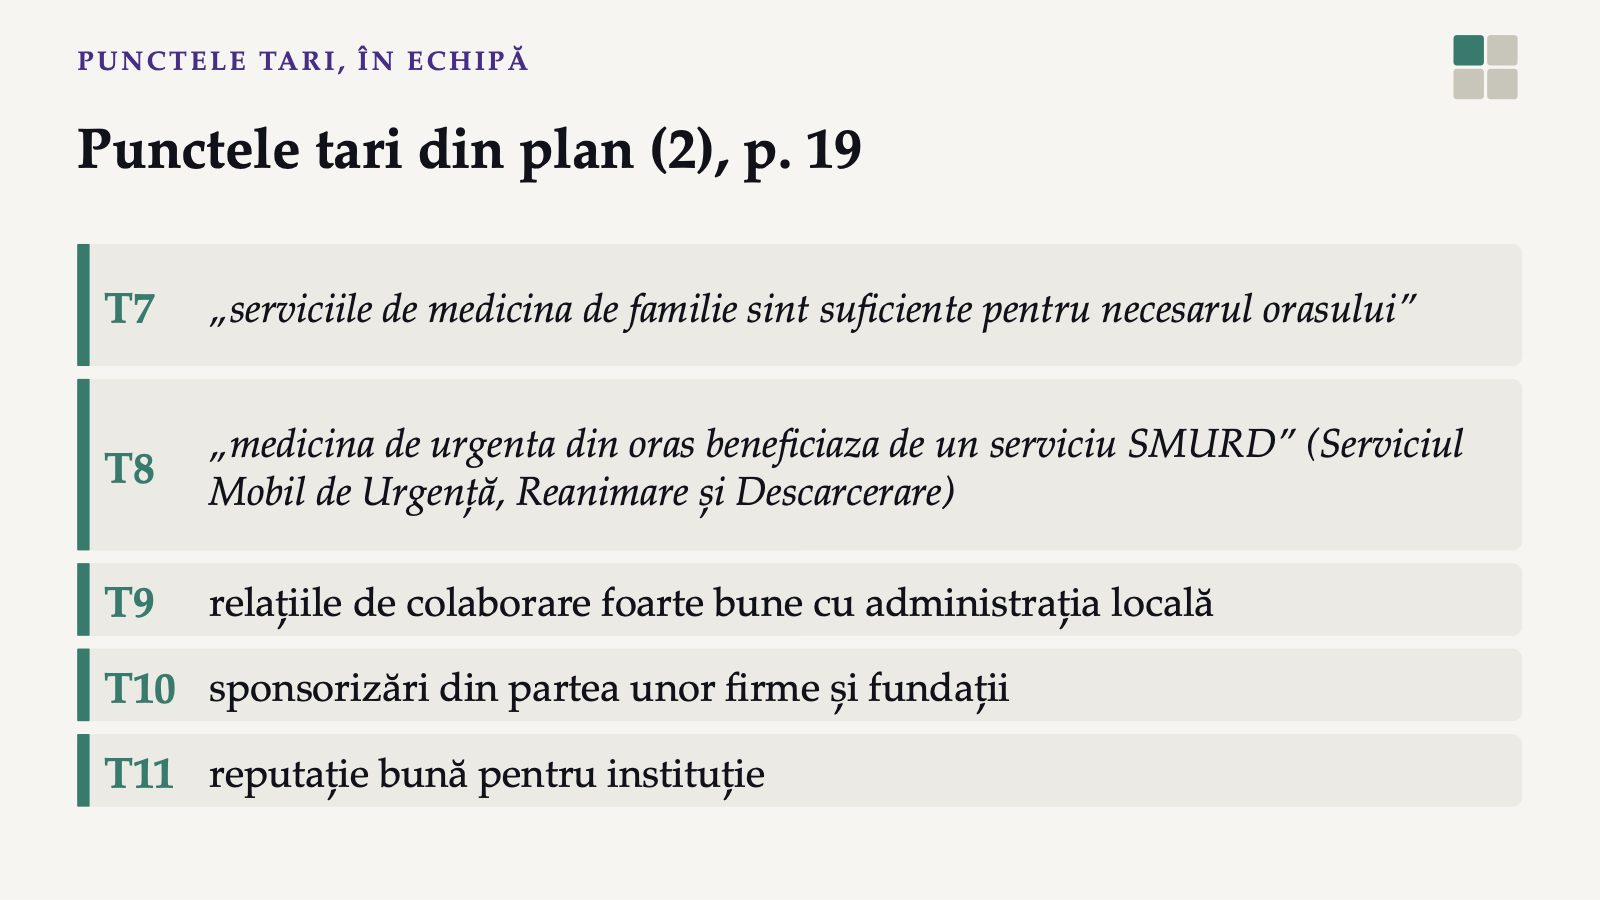 PUNCTELE TARI, ÎN ECHIPĂ
Punctele tari din plan (2), p. 19
T7 „serviciile de medicina de familie sint suficiente pentru necesarul orasului”
T8 „medicina de urgenta din oras beneficiaza de un serviciu SMURD” (Serviciul
Mobil de Urgență, Reanimare și Descarcerare)
T9 relațiile de colaborare foarte bune cu administrația locală
T10 sponsorizări din partea unor firme și fundații
T11 reputație bună pentru instituție